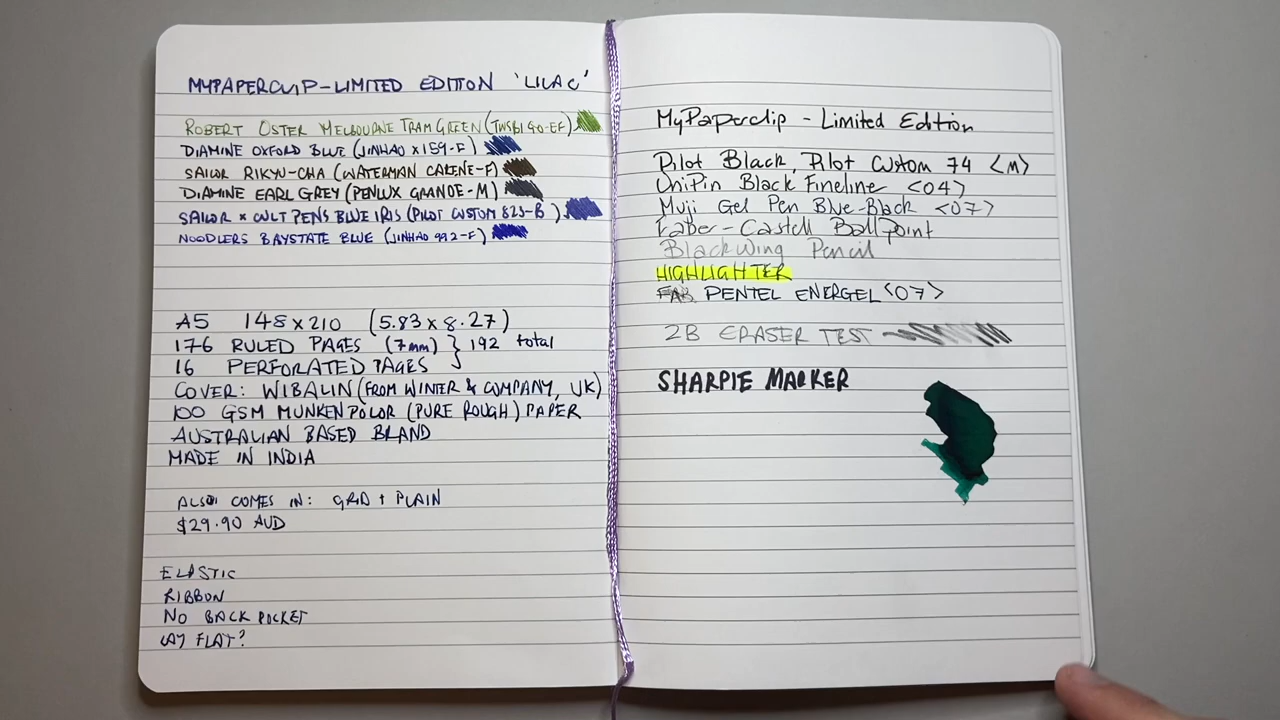 MYPAPERCLIP-LIMITED EDITION 'LILAC'
ROBERT OSTER MELBOURNE TRAM GREEN (TWSBI GO-EF)
DIAMINE OXFORD BLUE (JINHAO X159-F)
SAILOR RIKYU-CHA (WATERMAN CARENE-F)
DIAMINE EARL GREY (PENLUX GRANDE-M)
SAILOR x CULT PENS BLUE IRIS (PILOT CUSTOM 823-B)
NOODLERS BAYSTATE BLUE (JINHAO 992-F)
A5 148 x 210 (5.83 x 8.27)
176 RULED PAGES (7mm) } 192 total
16 PERFORATED PAGES
COVER: WIBALIN (FROM WINTER & COMPANY, UK)
100 GSM MUNKEN POLOR (PURE ROUGH) PAPER
AUSTRALIAN BASED BRAND
MADE IN INDIA
ALSO COMES IN: GRID + PLAIN
$29.90 AUD
ELASTIC
RIBBON
NO BACK POCKET
LAY FLAT?
MyPaperclip - Limited Edition
Pilot Black, Pilot Custom 74 <M>
UniPin Black Fineliner <04>
Muji Gel Pen Blue-Black <07>
Faber-Castell Ballpoint
BlackWing Pencil
HIGHLIGHTER
FAB PENTEL ENERGEL <07>
2B ERASER TEST
SHARPIE MARKER